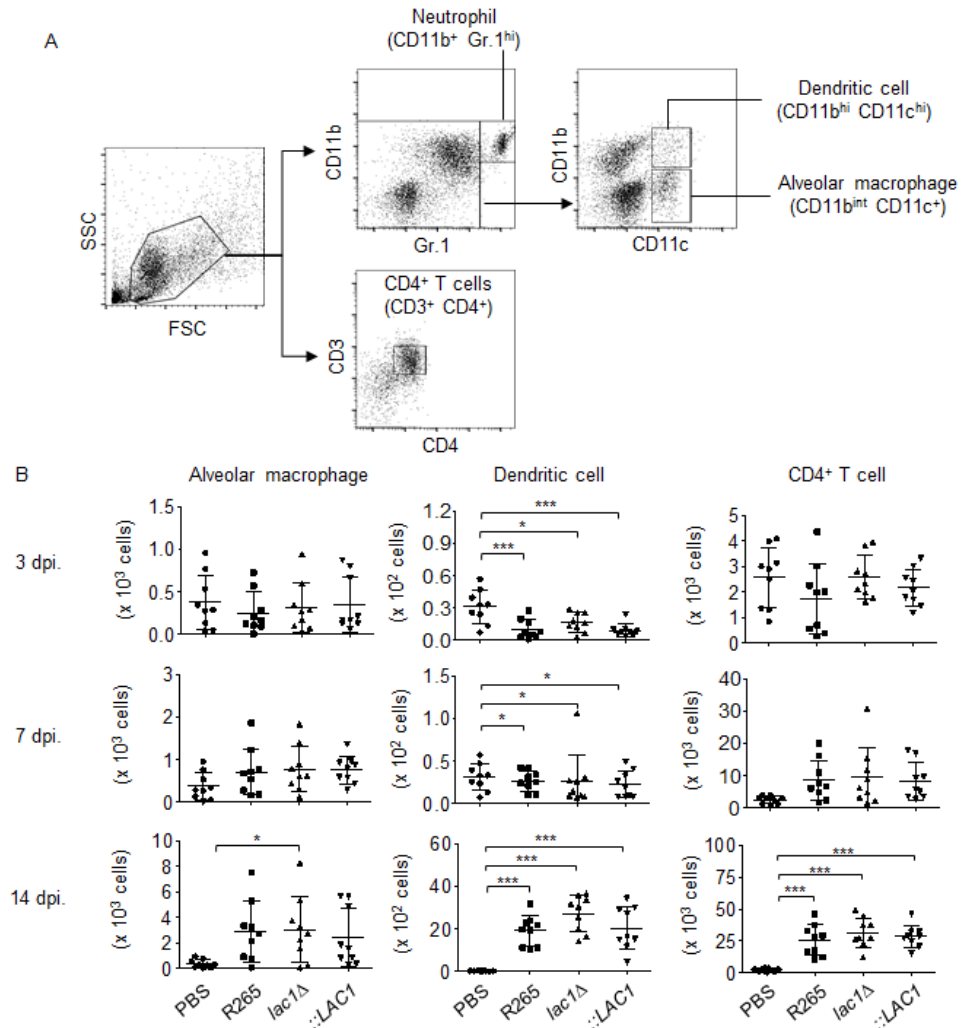 A
Neutrophil
(CD11b⁺ Gr.1ʰⁱ)
SSC
FSC
CD11b
Gr.1
CD11b
CD11c
Dendritic cell
(CD11bʰⁱ CD11cʰⁱ)
Alveolar macrophage
(CD11bⁱⁿᵗ CD11c⁺)
CD4⁺ T cells
(CD3⁺ CD4⁺)
CD3
CD4
B
Alveolar macrophage
Dendritic cell
CD4⁺ T cell
3 dpi.
(x 10³ cells)
1.5
1.0
0.5
0.0
(x 10² cells)
1.2
0.9
0.6
0.3
0.0
***
*
***
(x 10³ cells)
5
4
3
2
1
0
7 dpi.
(x 10³ cells)
3
2
1
0
(x 10² cells)
1.5
1.0
0.5
0.0
*
*
*
(x 10³ cells)
40
30
20
10
0
14 dpi.
(x 10³ cells)
10
8
6
4
2
0
*
(x 10² cells)
60
40
20
0
***
***
***
(x 10³ cells)
100
75
50
25
0
***
***
***
PBS
R265
lac1Δ
::LAC1
PBS
R265
lac1Δ
::LAC1
PBS
R265
lac1Δ
::LAC1